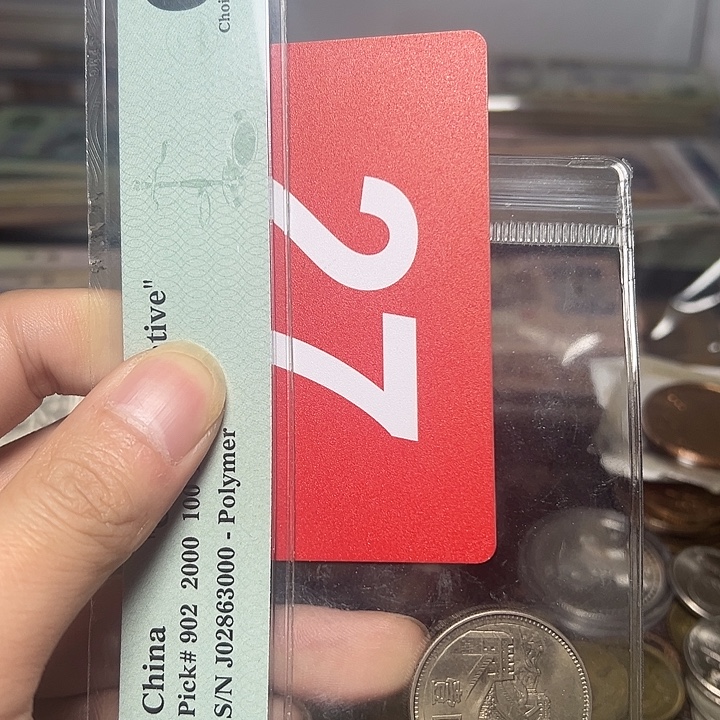 China
Pick# 902 2000 100
S/N J02863000 - Polymer
tive"
Choi
27